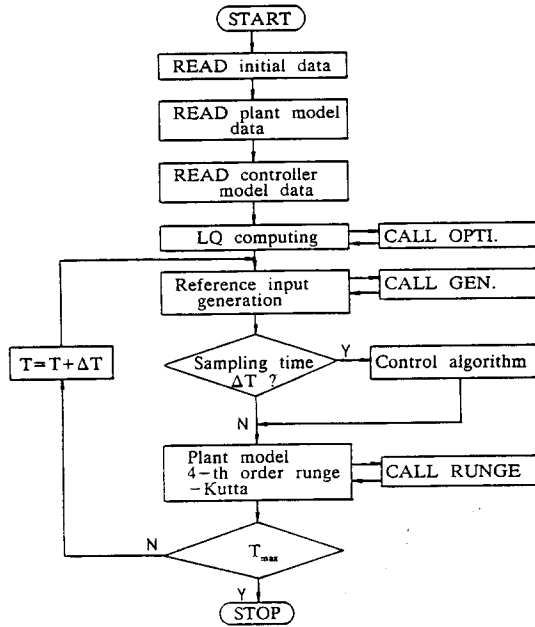 START
READ initial data
READ plant model
data
READ controller
model data
LQ computing
CALL OPTI.
Reference input
generation
CALL GEN.
T=T+ΔT
Sampling time
ΔT ?
Y
Control algorithm
N
Plant model
4-th order runge
-Kutta
CALL RUNGE
N
Tmax
Y
STOP